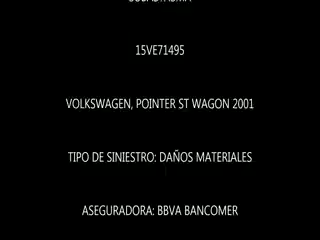 15VE71495
VOLKSWAGEN, POINTER ST WAGON 2001
TIPO DE SINIESTRO: DAÑOS MATERIALES
ASEGURADORA: BBVA BANCOMER